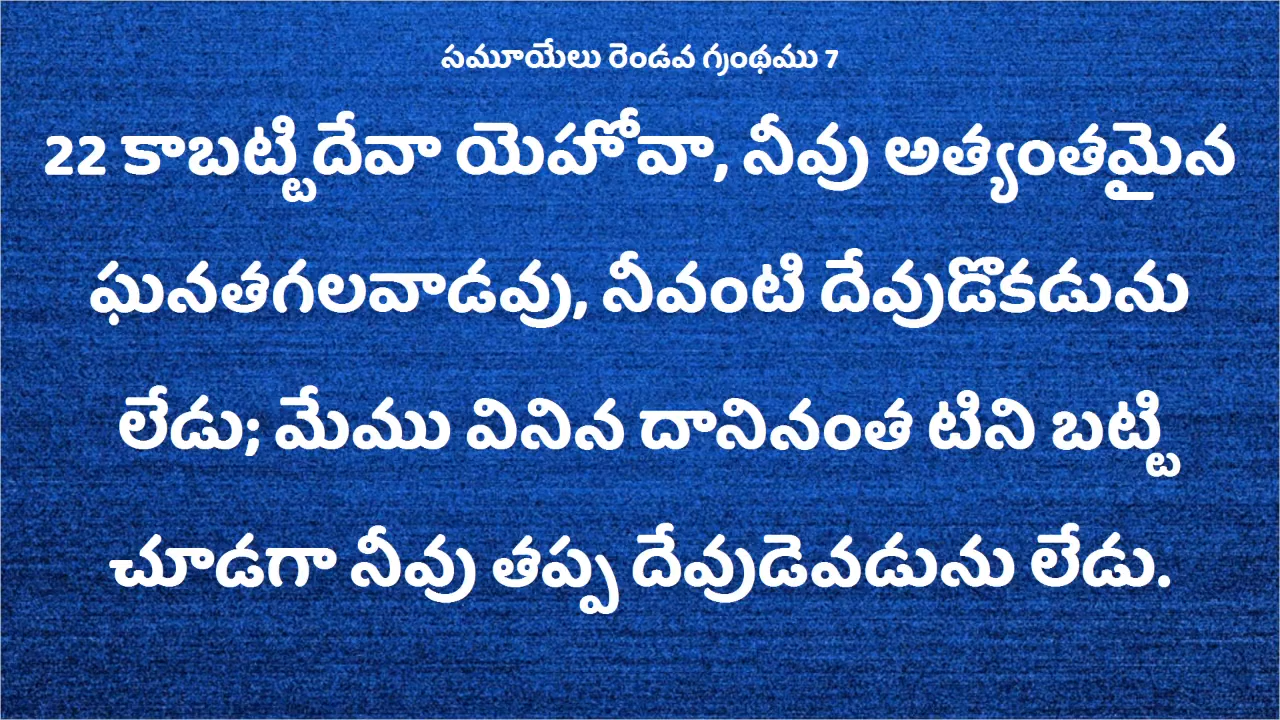 సమూయేలు రెండవ గ్రంథము 7
22 కాబట్టిదేవా యెహోవా, నీవు అత్యంతమైన
ఘనతగలవాడవు, నీవంటి దేవుడొకడును
లేడు; మేము వినిన దానినంత టిని బట్టి
చూడగా నీవు తప్ప దేవుడెవడును లేడు.